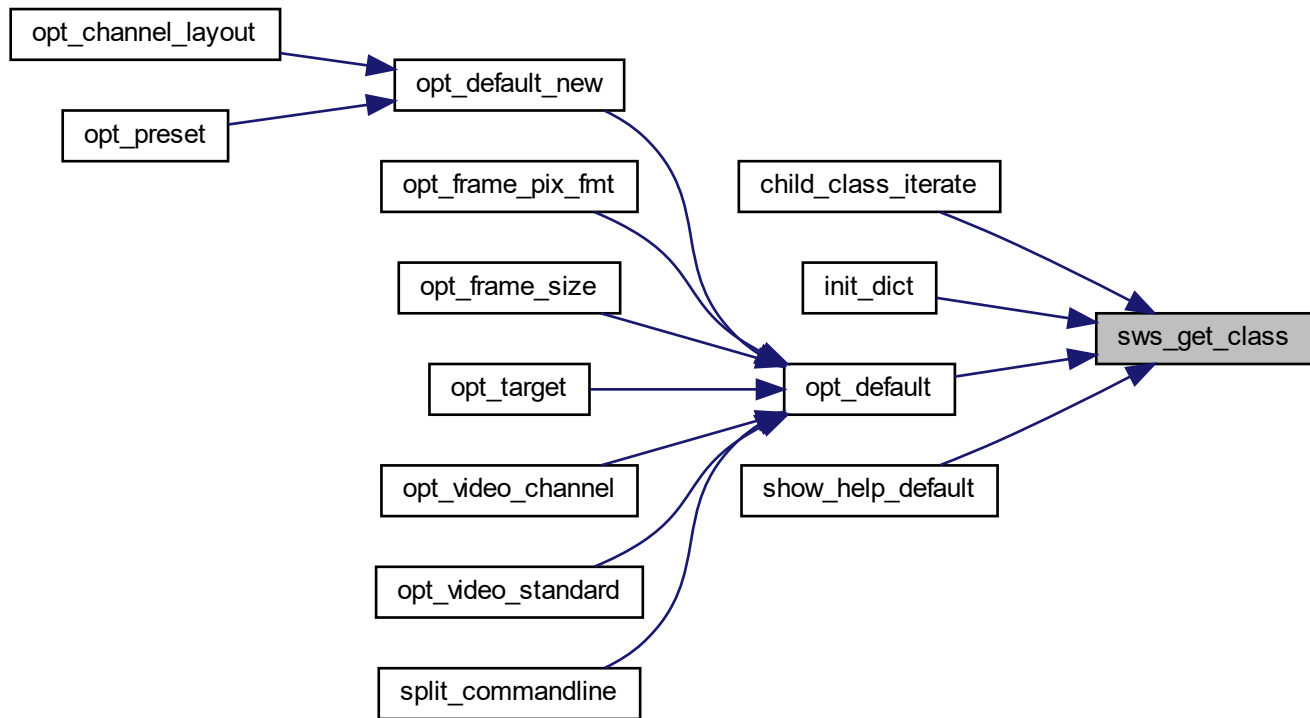 opt_channel_layout
opt_default_new
opt_preset
opt_frame_pix_fmt
child_class_iterate
opt_frame_size
init_dict
sws_get_class
opt_target
opt_default
opt_video_channel
show_help_default
opt_video_standard
split_commandline